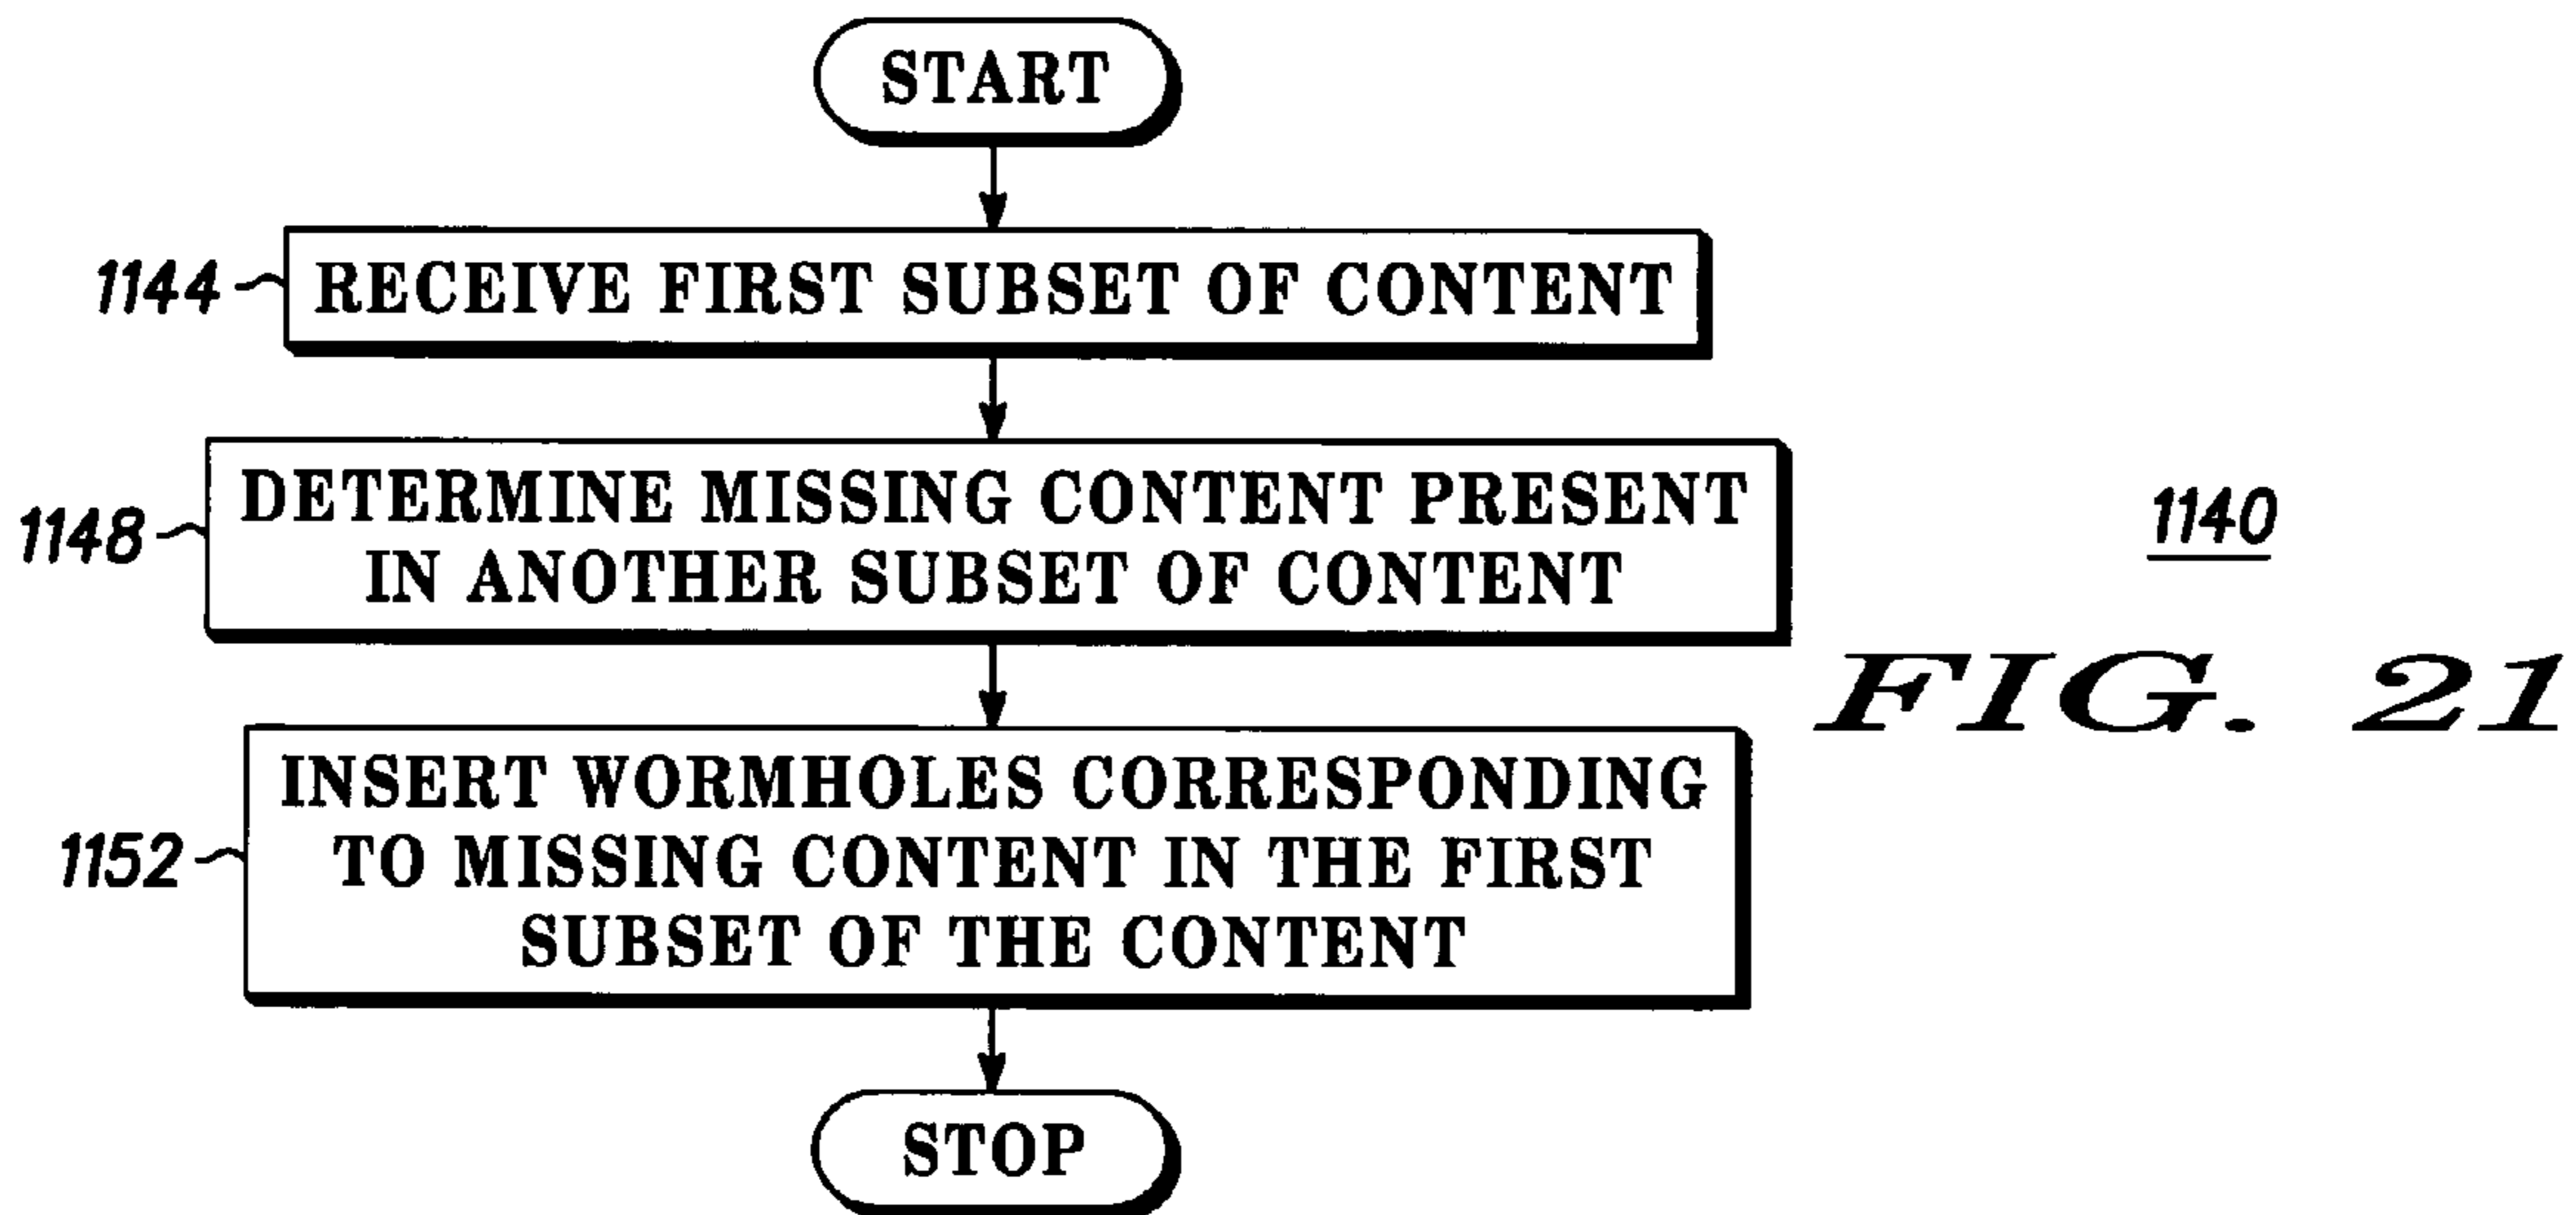 START
1144
RECEIVE FIRST SUBSET OF CONTENT
1148
DETERMINE MISSING CONTENT PRESENT
IN ANOTHER SUBSET OF CONTENT
1140
FIG. 21
1152
INSERT WORMHOLES CORRESPONDING
TO MISSING CONTENT IN THE FIRST
SUBSET OF THE CONTENT
STOP